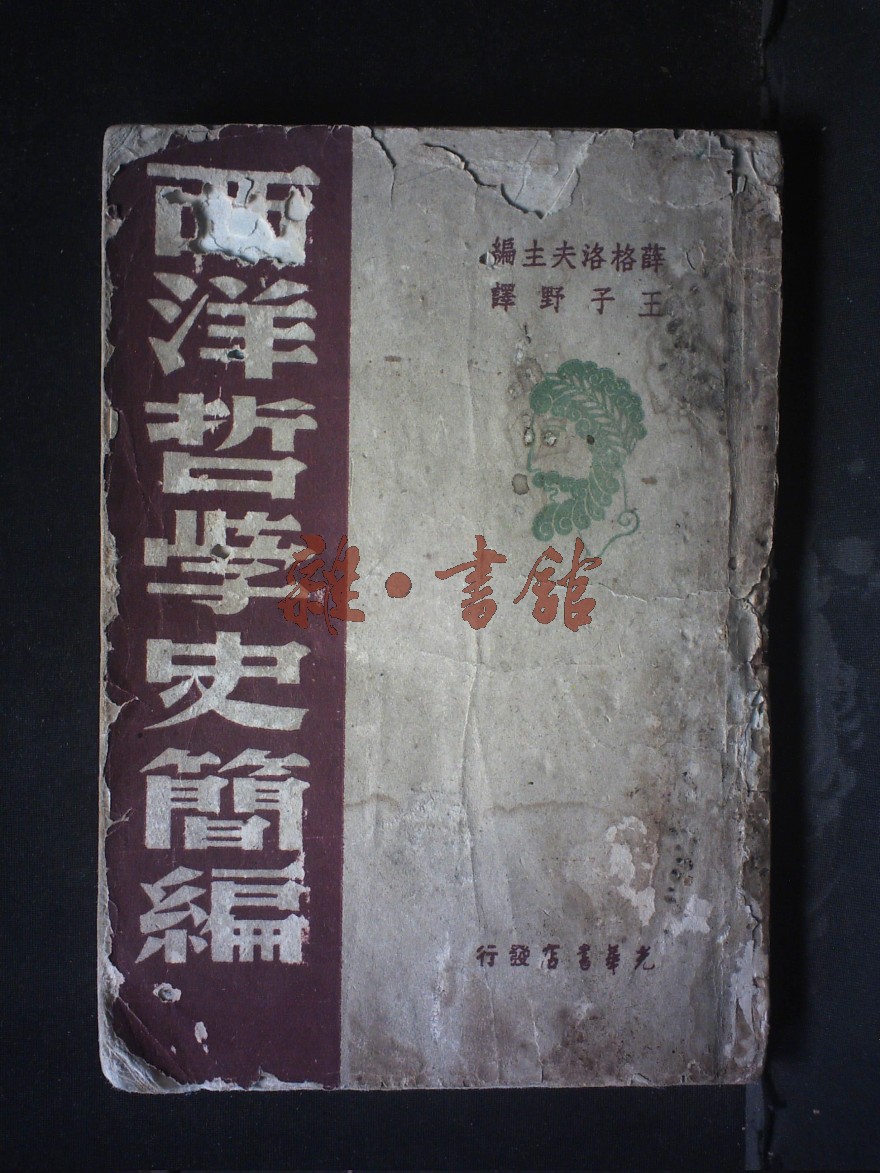 西洋哲学史簡編
薛格洛夫主編
王子野譯
雜·書館
光華書店發行